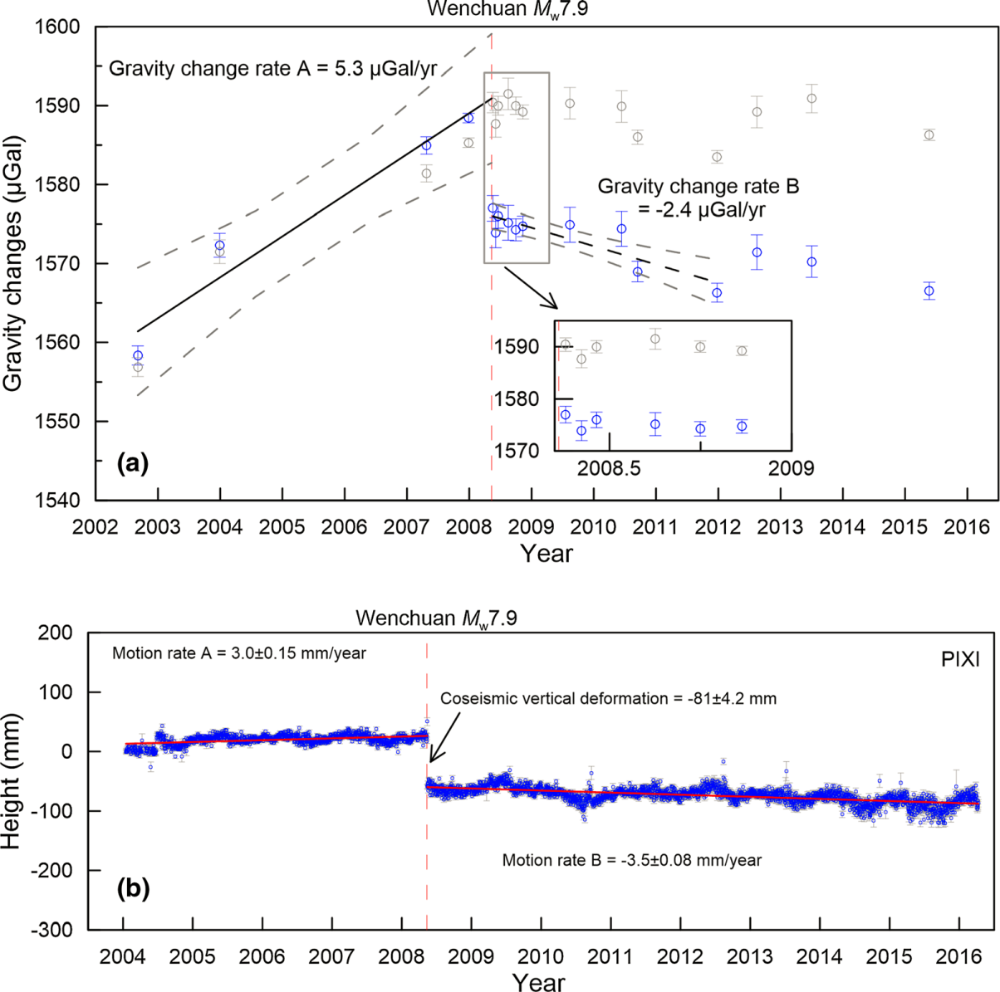 Wenchuan Mw7.9
Gravity change rate A = 5.3 μGal/yr
Gravity change rate B
= -2.4 μGal/yr
Gravity changes (μGal)
1600
1590
1580
1570
1560
1550
1540
1590
1580
1570
2008.5 2009
(a)
2002 2003 2004 2005 2006 2007 2008 2009 2010 2011 2012 2013 2014 2015 2016
Year
Wenchuan Mw7.9
Motion rate A = 3.0±0.15 mm/year
PIXI
Coseismic vertical deformation = -81±4.2 mm
Motion rate B = -3.5±0.08 mm/year
Height (mm)
200
100
0
-100
-200
-300
(b)
2004 2005 2006 2007 2008 2009 2010 2011 2012 2013 2014 2015 2016
Year